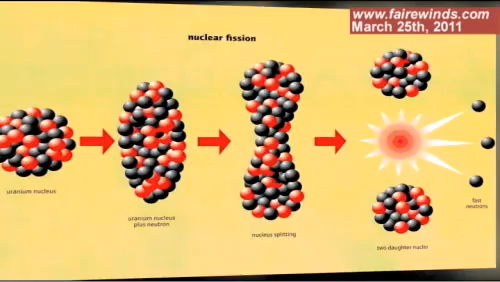 www.fairewinds.com
March 25th, 2011
nuclear fission
uranium nucleus
uranium nucleus
plus neutron
nucleus splitting
two daughter nuclei
fast
neutrons